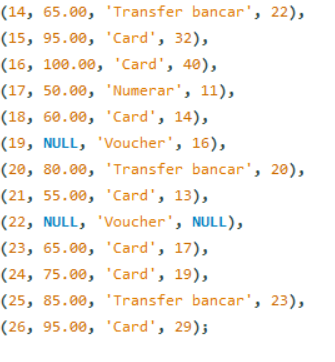 (14, 65.00, 'Transfer bancar', 22),
(15, 95.00, 'Card', 32),
(16, 100.00, 'Card', 40),
(17, 50.00, 'Numerar', 11),
(18, 60.00, 'Card', 14),
(19, NULL, 'Voucher', 16),
(20, 80.00, 'Transfer bancar', 20),
(21, 55.00, 'Card', 13),
(22, NULL, 'Voucher', NULL),
(23, 65.00, 'Card', 17),
(24, 75.00, 'Card', 19),
(25, 85.00, 'Transfer bancar', 23),
(26, 95.00, 'Card', 29);